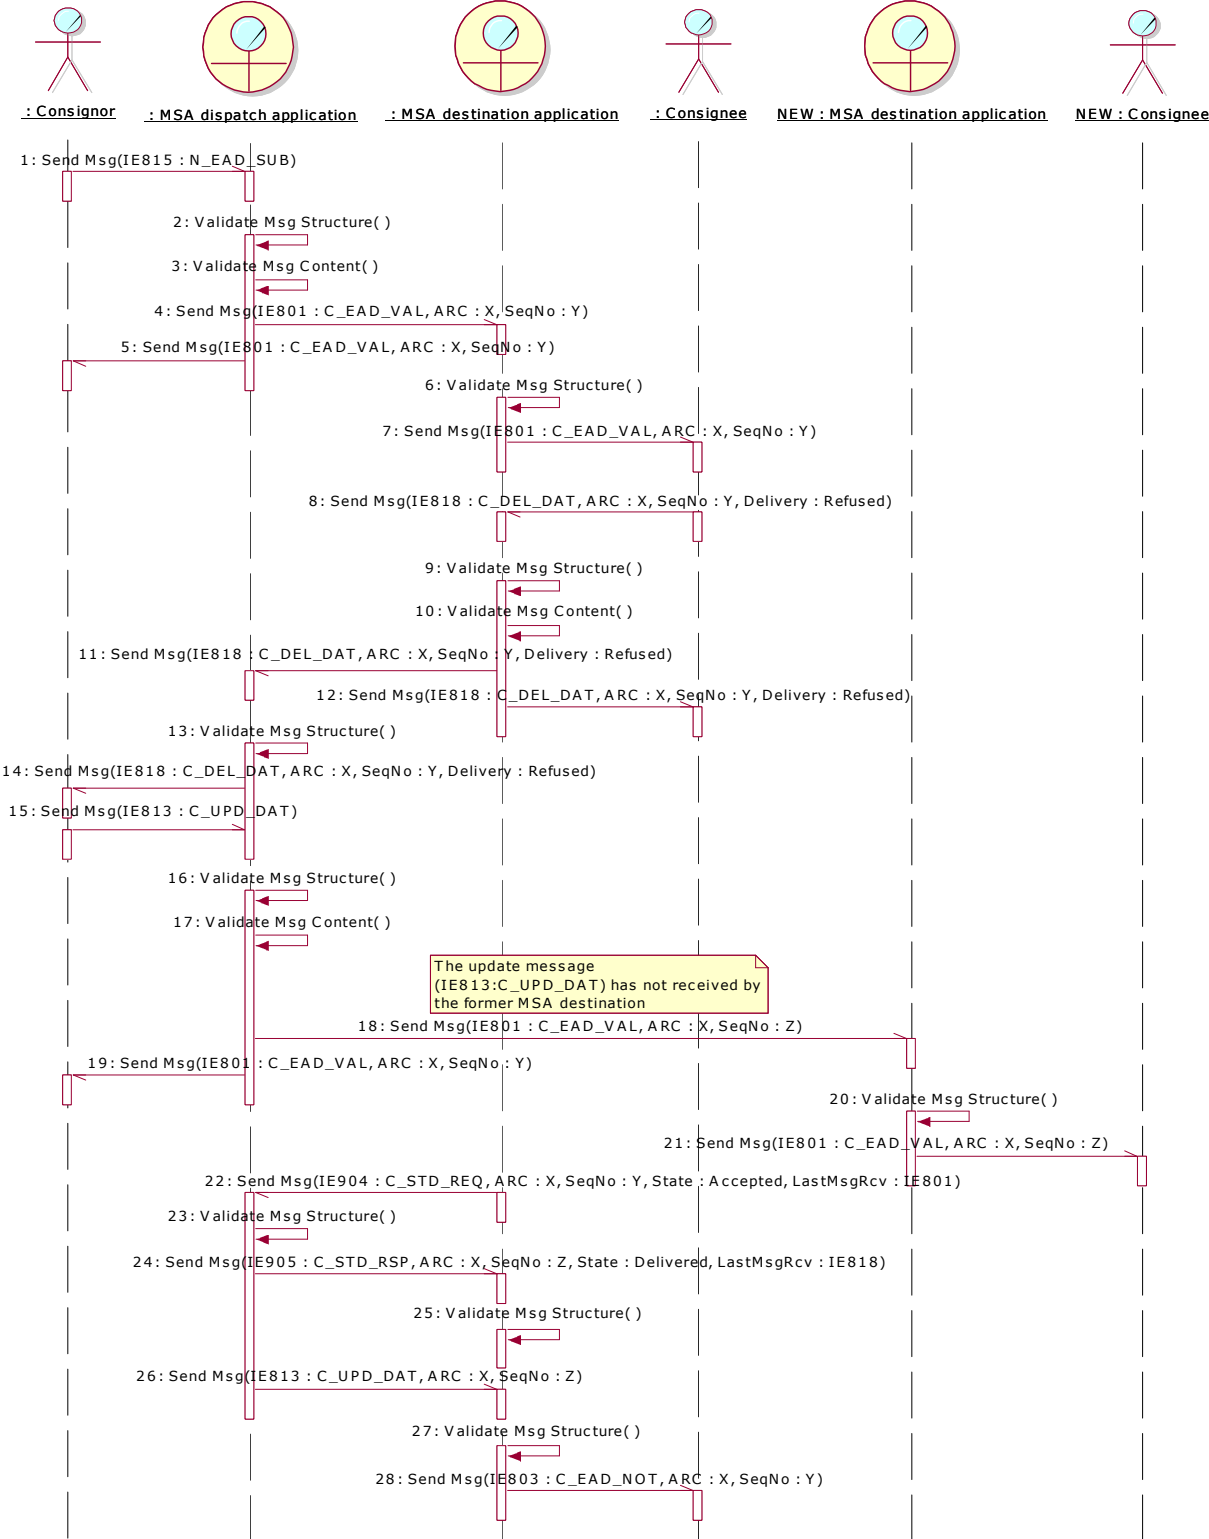 : Consignor
: MSA dispatch application
: MSA destination application
: Consignee
NEW : MSA destination application
NEW : Consignee
1: Send Msg(IE815 : N_EAD_SUB)
2: Validate Msg Structure( )
3: Validate Msg Content( )
4: Send Msg(IE801 : C_EAD_VAL, ARC : X, SeqNo : Y)
5: Send Msg(IE801 : C_EAD_VAL, ARC : X, SeqNo : Y)
6: Validate Msg Structure( )
7: Send Msg(IE801 : C_EAD_VAL, ARC : X, SeqNo : Y)
8: Send Msg(IE818 : C_DEL_DAT, ARC : X, SeqNo : Y, Delivery : Refused)
9: Validate Msg Structure( )
10: Validate Msg Content( )
11: Send Msg(IE818 : C_DEL_DAT, ARC : X, SeqNo : Y, Delivery : Refused)
12: Send Msg(IE818 : C_DEL_DAT, ARC : X, SeqNo : Y, Delivery : Refused)
13: Validate Msg Structure( )
14: Send Msg(IE818 : C_DEL_DAT, ARC : X, SeqNo : Y, Delivery : Refused)
15: Send Msg(IE813 : C_UPD_DAT)
16: Validate Msg Structure( )
17: Validate Msg Content( )
The update message
(IE813:C_UPD_DAT) has not received by
the former MSA destination
18: Send Msg(IE801 : C_EAD_VAL, ARC : X, SeqNo : Z)
19: Send Msg(IE801 : C_EAD_VAL, ARC : X, SeqNo : Y)
20: Validate Msg Structure( )
21: Send Msg(IE801 : C_EAD_VAL, ARC : X, SeqNo : Z)
22: Send Msg(IE904 : C_STD_REQ, ARC : X, SeqNo : Y, State : Accepted, LastMsgRcv : IE801)
23: Validate Msg Structure( )
24: Send Msg(IE905 : C_STD_RSP, ARC : X, SeqNo : Z, State : Delivered, LastMsgRcv : IE818)
25: Validate Msg Structure( )
26: Send Msg(IE813 : C_UPD_DAT, ARC : X, SeqNo : Z)
27: Validate Msg Structure( )
28: Send Msg(IE803 : C_EAD_NOT, ARC : X, SeqNo : Y)